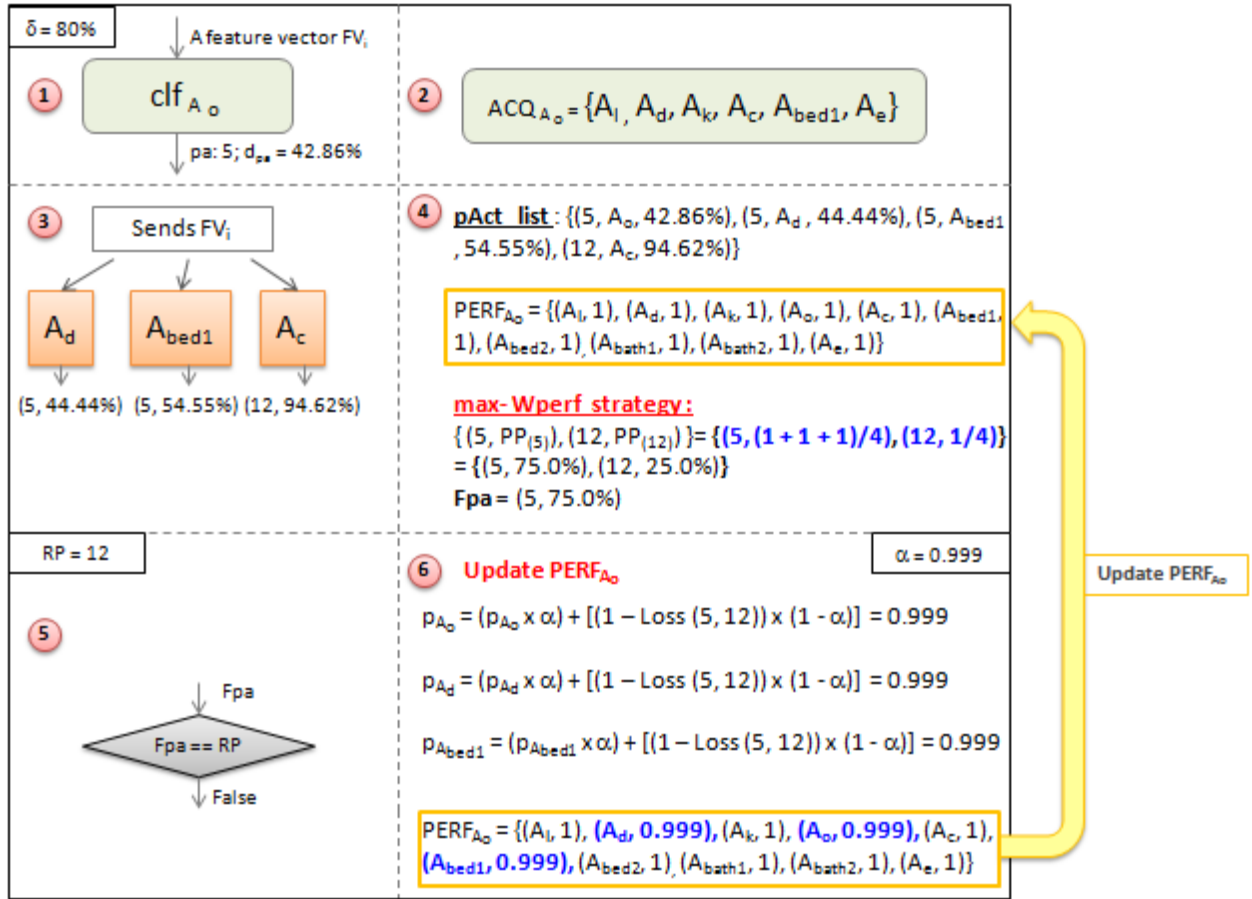 δ = 80%
A feature vector FVi
1
clf A o
pa: 5; dpa = 42.86%
2
ACQ A o = {Al , Ad, Ak, Ac, Abed1, Ae}
3
Sends FVi
Ad
Abed1
Ac
(5, 44.44%) (5, 54.55%) (12, 94.62%)
4
pAct list : {(5, Ao, 42.86%), (5, Ad , 44.44%), (5, Abed1
, 54.55%), (12, Ac, 94.62%)}
PERFAo = {(Al, 1), (Ad, 1), (Ak, 1), (Ao, 1), (Ac, 1), (Abed1,
1), (Abed2, 1), (Abath1, 1), (Abath2, 1), (Ae, 1)}
max- Wperf strategy :
{ (5, PP(5)), (12, PP(12)) }= {(5, (1 + 1 + 1)/4), (12, 1/4)}
= {(5, 75.0%), (12, 25.0%)}
Fpa = (5, 75.0%)
RP = 12
5
Fpa
Fpa == RP
False
6
Update PERFAo
α = 0.999
pAo = (pAo x α) + [(1 – Loss (5, 12)) x (1 - α)] = 0.999
pAd = (pAd x α) + [(1 – Loss (5, 12)) x (1 - α)] = 0.999
pAbed1 = (pAbed1 x α) + [(1 – Loss (5, 12)) x (1 - α)] = 0.999
PERFAo = {(Al, 1), (Ad, 0.999), (Ak, 1), (Ao, 0.999), (Ac, 1),
(Abed1, 0.999), (Abed2, 1), (Abath1, 1), (Abath2, 1), (Ae, 1)}
Update PERFAo